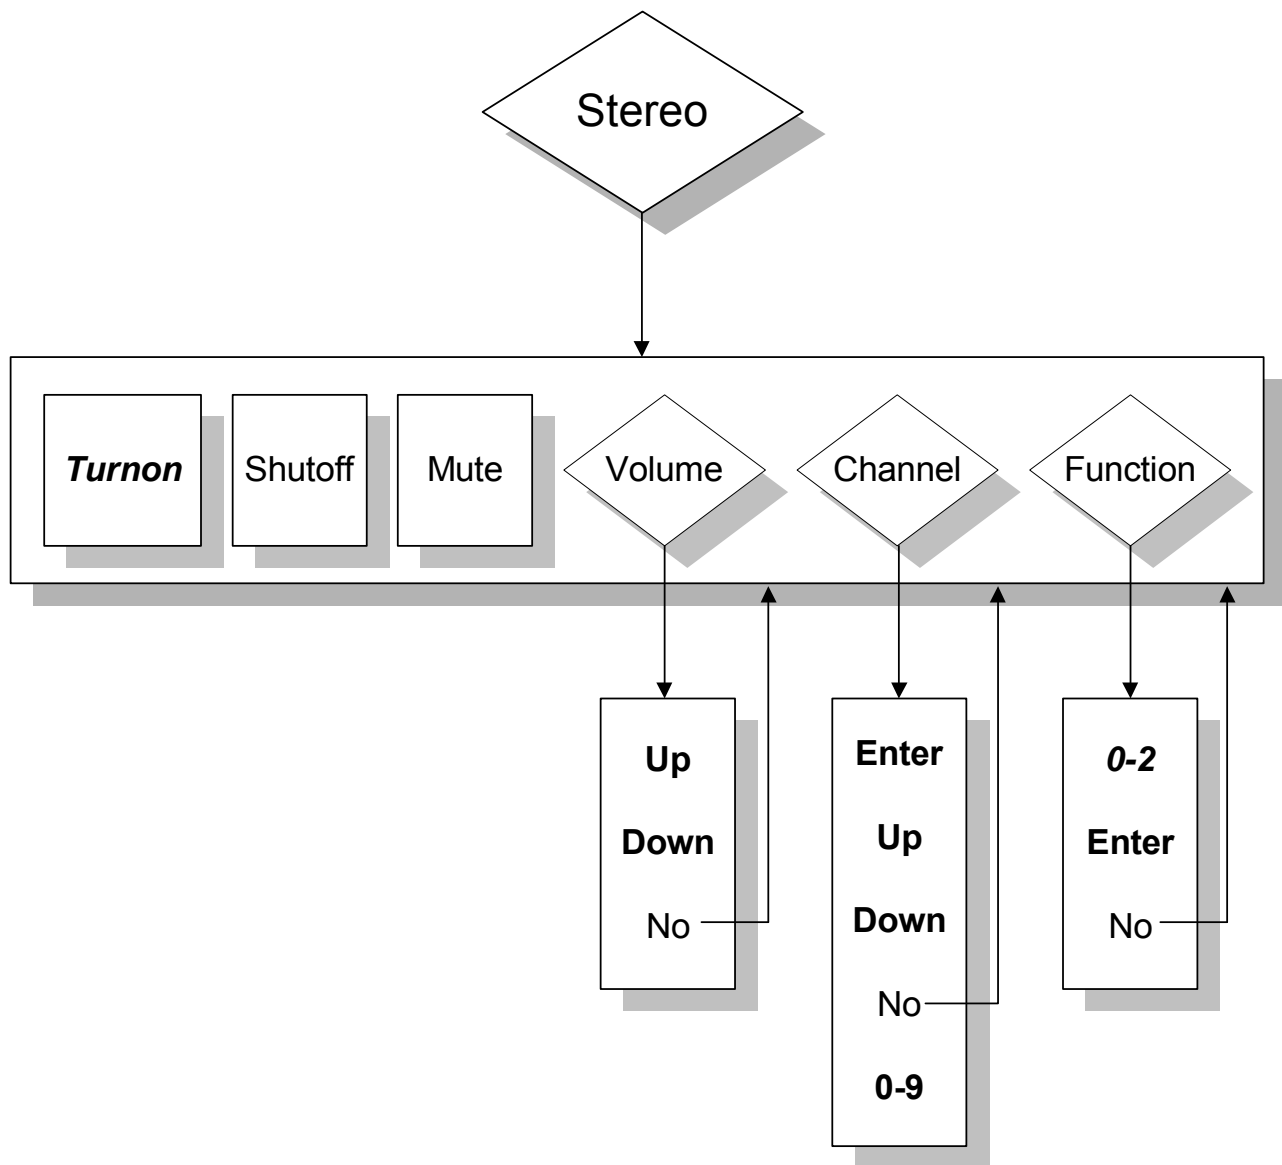 Stereo
Turnon
Shutoff
Mute
Volume
Channel
Function
Up
Down
No
Enter
Up
Down
No
0-9
0-2
Enter
No